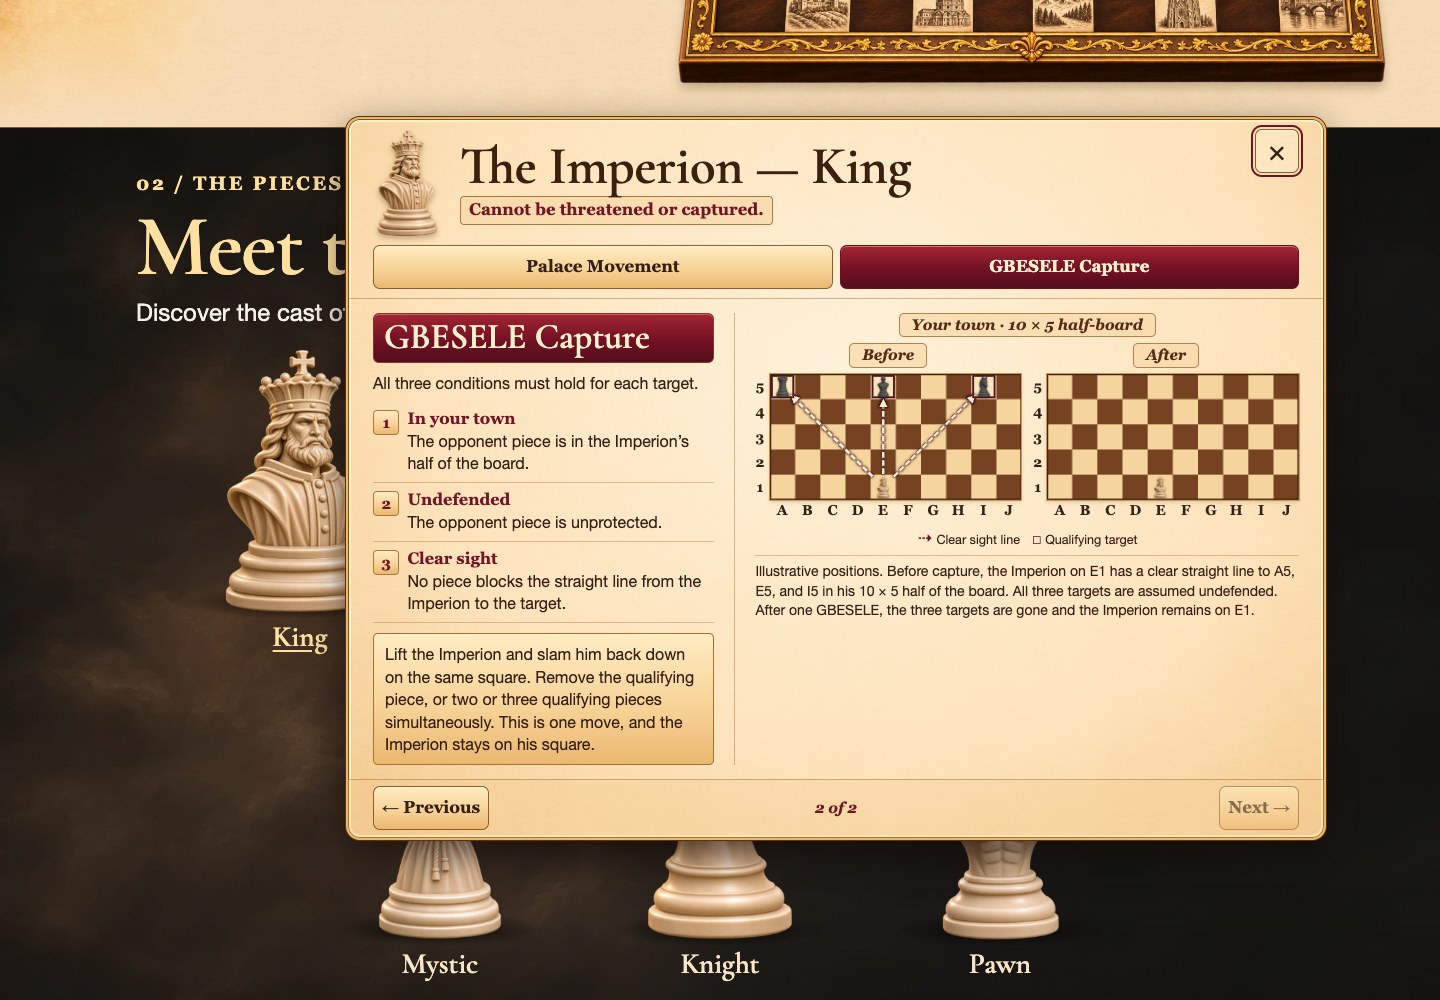 02 / THE PIECES
Meet t
Discover the cast of
King
The Imperion — King
Cannot be threatened or captured.
×
Palace Movement
GBESELE Capture
GBESELE Capture
All three conditions must hold for each target.
1
In your town
The opponent piece is in the Imperion’s
half of the board.
2
Undefended
The opponent piece is unprotected.
3
Clear sight
No piece blocks the straight line from the
Imperion to the target.
Lift the Imperion and slam him back down
on the same square. Remove the qualifying
piece, or two or three qualifying pieces
simultaneously. This is one move, and the
Imperion stays on his square.
Your town · 10 × 5 half-board
Before
5
4
3
2
1
A B C D E F G H I J
After
5
4
3
2
1
A B C D E F G H I J
⇢ Clear sight line □ Qualifying target
Illustrative positions. Before capture, the Imperion on E1 has a clear straight line to A5,
E5, and I5 in his 10 × 5 half of the board. All three targets are assumed undefended.
After one GBESELE, the three targets are gone and the Imperion remains on E1.
← Previous
2 of 2
Next →
Mystic
Knight
Pawn